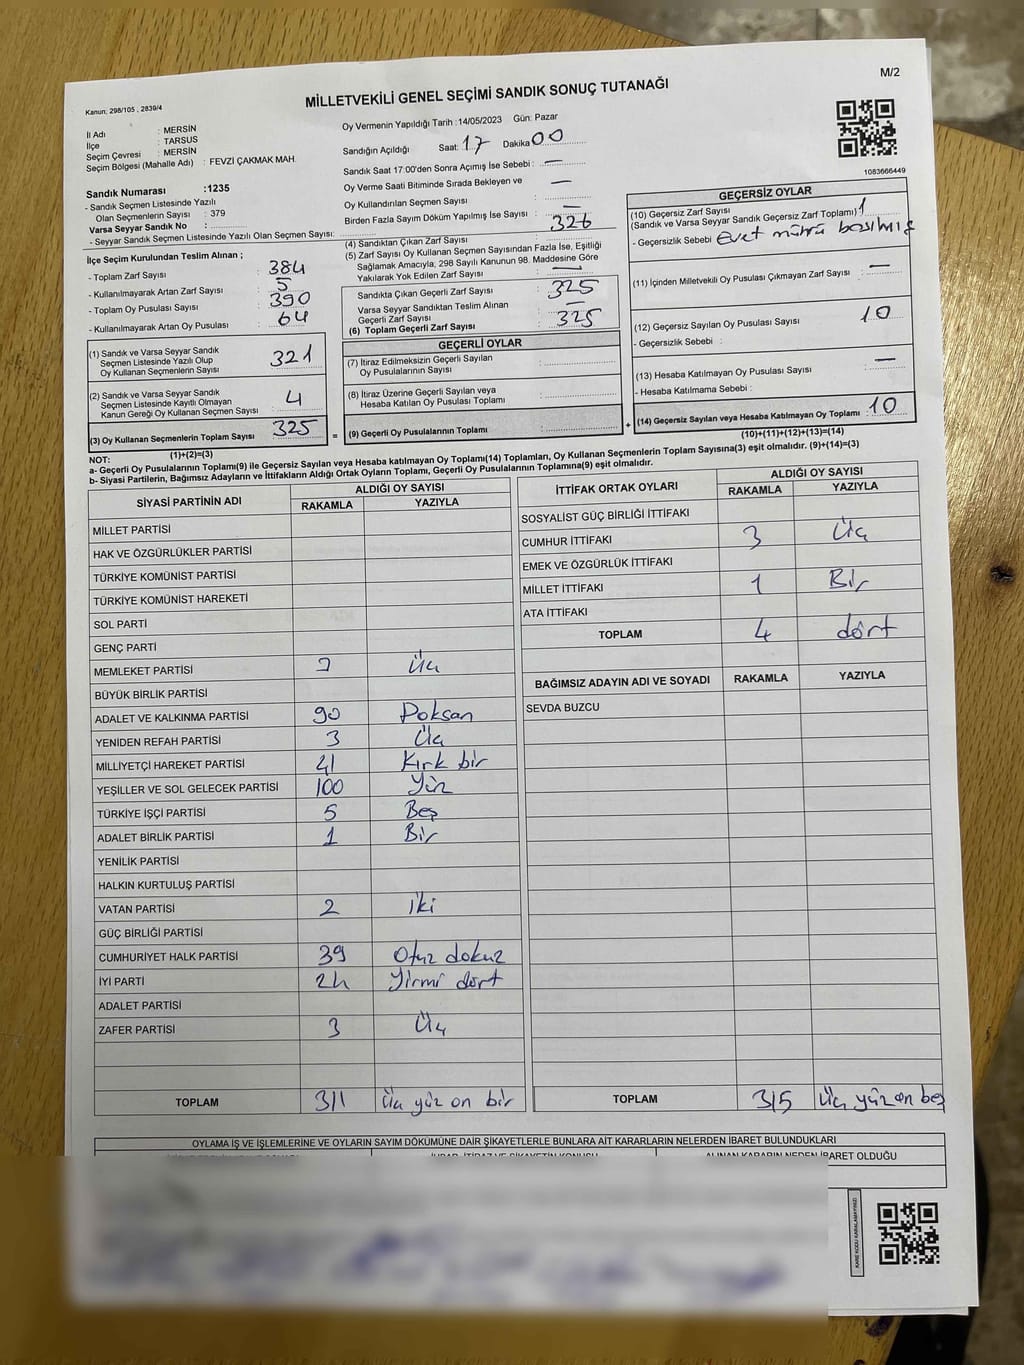 M/2
Kanun; 298/105 , 2839/4
MİLLETVEKİLİ GENEL SEÇİMİ SANDIK SONUÇ TUTANAĞI
İl Adı : MERSİN
İlçe : TARSUS
Seçim Çevresi : MERSİN
Seçim Bölgesi (Mahalle Adı) : FEVZİ ÇAKMAK MAH.
Sandık Numarası :1235
- Sandık Seçmen Listesinde Yazılı
Olan Seçmenlerin Sayısı : 379
Varsa Seyyar Sandık No :
- Seyyar Sandık Seçmen Listesinde Yazılı Olan Seçmen Sayısı:
Oy Vermenin Yapıldığı Tarih :14/05/2023 Gün: Pazar
Sandığın Açıldığı Saat: 17 Dakika 00
Sandık Saat 17:00'den Sonra Açımış İse Sebebi : —
Oy Verme Saati Bitiminde Sırada Bekleyen ve
Oy Kullandırılan Seçmen Sayısı : —
Birden Fazla Sayım Döküm Yapılmış İse Sayısı : —
(4) Sandıktan Çıkan Zarf Sayısı : 326
(5) Zarf Sayısı Oy Kullanan Seçmen Sayısından Fazla İse, Eşitliği
Sağlamak Amacıyla, 298 Sayılı Kanunun 98. Maddesine Göre
Yakılarak Yok Edilen Zarf Sayısı : —
Sandıkta Çıkan Geçerli Zarf Sayısı : 325
Varsa Seyyar Sandıktan Teslim Alınan
Geçerli Zarf Sayısı : —
(6) Toplam Geçerli Zarf Sayısı : 325
1083666449
GEÇERSİZ OYLAR
(10) Geçersiz Zarf Sayısı : 1
(Sandık ve Varsa Seyyar Sandık Geçersiz Zarf Toplamı)
- Geçersizlik Sebebi : Evet mührü basılmış
(11) İçinden Milletvekili Oy Pusulası Çıkmayan Zarf Sayısı : —
(12) Geçersiz Sayılan Oy Pusulası Sayısı : 10
- Geçersizlik Sebebi :
(13) Hesaba Katılmayan Oy Pusulası Sayısı : —
- Hesaba Katılmama Sebebi :
(14) Geçersiz Sayılan veya Hesaba Katılmayan Oy Toplamı : 10
(10)+(11)+(12)+(13)=(14)
İlçe Seçim Kurulundan Teslim Alınan ;
- Toplam Zarf Sayısı : 384
- Kullanılmayarak Artan Zarf Sayısı : 5
- Toplam Oy Pusulası Sayısı : 390
- Kullanılmayarak Artan Oy Pusulası : 64
(1) Sandık ve Varsa Seyyar Sandık
Seçmen Listesinde Yazılı Olup
Oy Kullanan Seçmenlerin Sayısı : 321
(2) Sandık ve Varsa Seyyar Sandık
Seçmen Listesinde Kayıtlı Olmayan
Kanun Gereği Oy Kullanan Seçmen Sayısı : 4
(3) Oy Kullanan Seçmenlerin Toplam Sayısı : 325
(1)+(2)=(3)
GEÇERLİ OYLAR
(7) İtiraz Edilmeksizin Geçerli Sayılan
Oy Pusulalarının Sayısı :
(8) İtiraz Üzerine Geçerli Sayılan veya
Hesaba Katılan Oy Pusulası Toplamı :
= (9) Geçerli Oy Pusulalarının Toplamı : +
NOT:
a- Geçerli Oy Pusulalarının Toplamı(9) ile Geçersiz Sayılan veya Hesaba katılmayan Oy Toplamı(14) Toplamları, Oy Kullanan Seçmenlerin Toplam Sayısına(3) eşit olmalıdır. (9)+(14)=(3)
b- Siyasi Partilerin, Bağımsız Adayların ve İttifakların Aldığı Ortak Oyların Toplamı, Geçerli Oy Pusulalarının Toplamına(9) eşit olmalıdır.
SİYASİ PARTİNİN ADI ALDIĞI OY SAYISI
RAKAMLA YAZIYLA
MİLLET PARTİSİ
HAK VE ÖZGÜRLÜKLER PARTİSİ
TÜRKİYE KOMÜNİST PARTİSİ
TÜRKİYE KOMÜNİST HAREKETİ
SOL PARTİ
GENÇ PARTİ
MEMLEKET PARTİSİ 3 Üç
BÜYÜK BİRLİK PARTİSİ
ADALET VE KALKINMA PARTİSİ 90 Doksan
YENİDEN REFAH PARTİSİ 3 Üç
MİLLİYETÇİ HAREKET PARTİSİ 41 Kırk bir
YEŞİLLER VE SOL GELECEK PARTİSİ 100 Yüz
TÜRKİYE İŞÇİ PARTİSİ 5 Beş
ADALET BİRLİK PARTİSİ 1 Bir
YENİLİK PARTİSİ
HALKIN KURTULUŞ PARTİSİ
VATAN PARTİSİ 2 iki
GÜÇ BİRLİĞİ PARTİSİ
CUMHURİYET HALK PARTİSİ 39 Otuz dokuz
İYİ PARTİ 24 Yirmi dört
ADALET PARTİSİ
ZAFER PARTİSİ 3 Üç
TOPLAM 311 Üç yüz on bir
İTTİFAK ORTAK OYLARI ALDIĞI OY SAYISI
RAKAMLA YAZIYLA
SOSYALİST GÜÇ BİRLİĞİ İTTİFAKI
CUMHUR İTTİFAKI 3 Üç
EMEK VE ÖZGÜRLÜK İTTİFAKI
MİLLET İTTİFAKI 1 Bir
ATA İTTİFAKI
TOPLAM 4 dört
BAĞIMSIZ ADAYIN ADI VE SOYADI RAKAMLA YAZIYLA
SEVDA BUZCU
TOPLAM 315 Üç yüz on beş
OYLAMA İŞ VE İŞLEMLERİNE VE OYLARIN SAYIM DÖKÜMÜNE DAİR ŞİKAYETLERLE BUNLARA AİT KARARLARIN NELERDEN İBARET BULUNDUKLARI
İHBAR, İTİRAZ VE ŞİKAYETİN KONUSU ALINAN KARARIN NEDEN İBARET OLDUĞU
KARE KODU KARALAMAYINIZ!